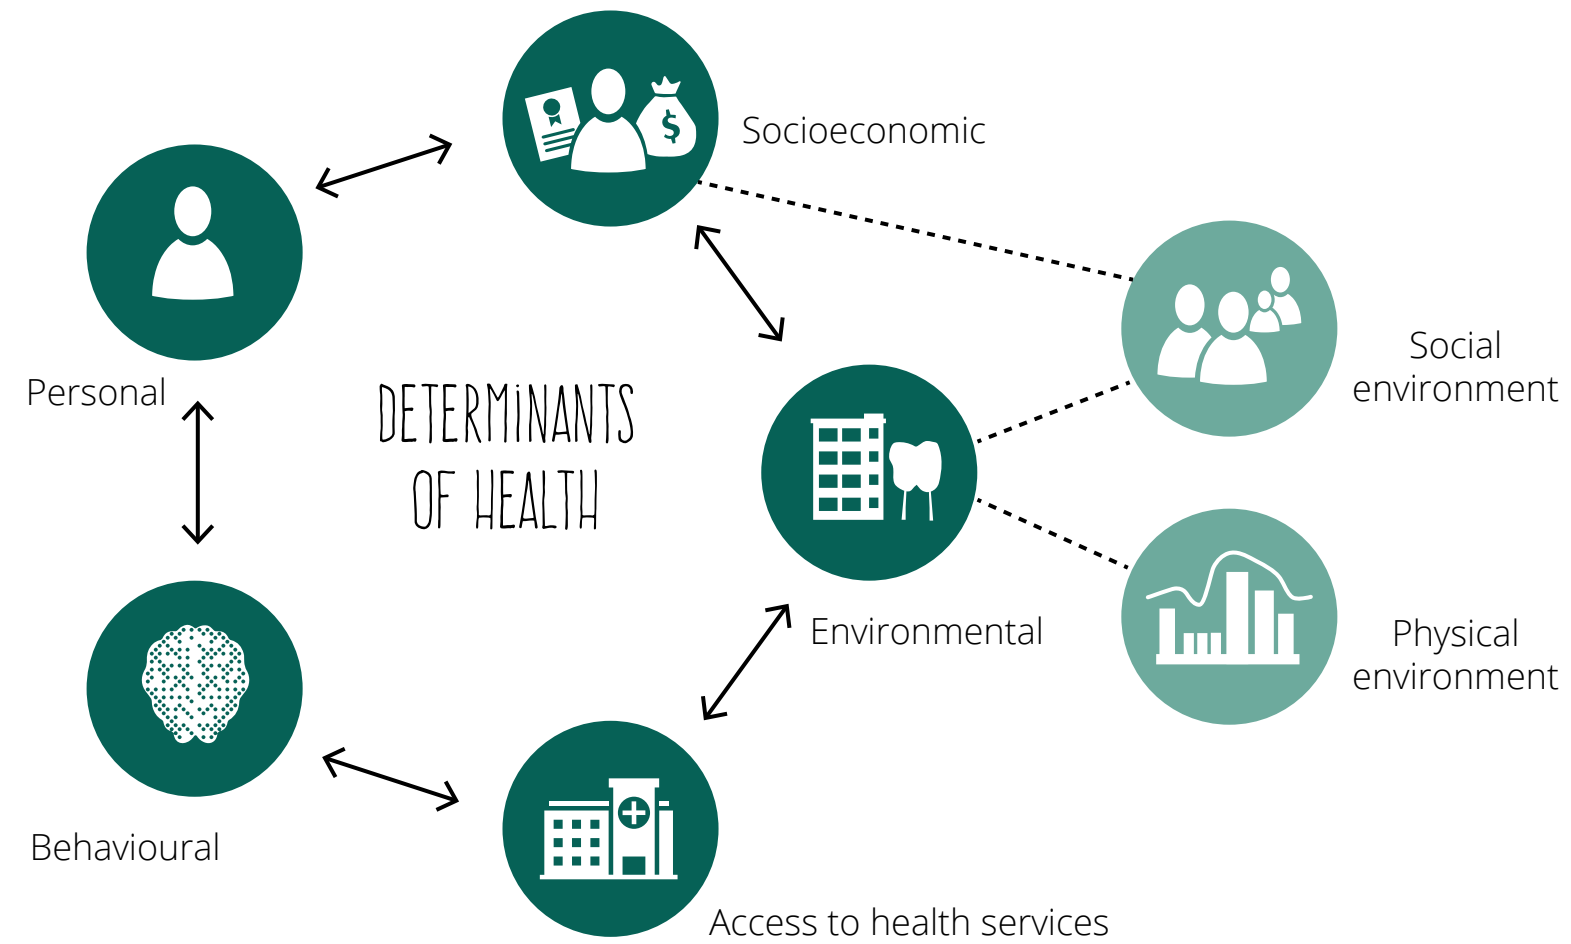 Socioeconomic
Personal
DETERMINANTS
OF HEALTH
Social
environment
Environmental
Physical
environment
Behavioural
Access to health services
$